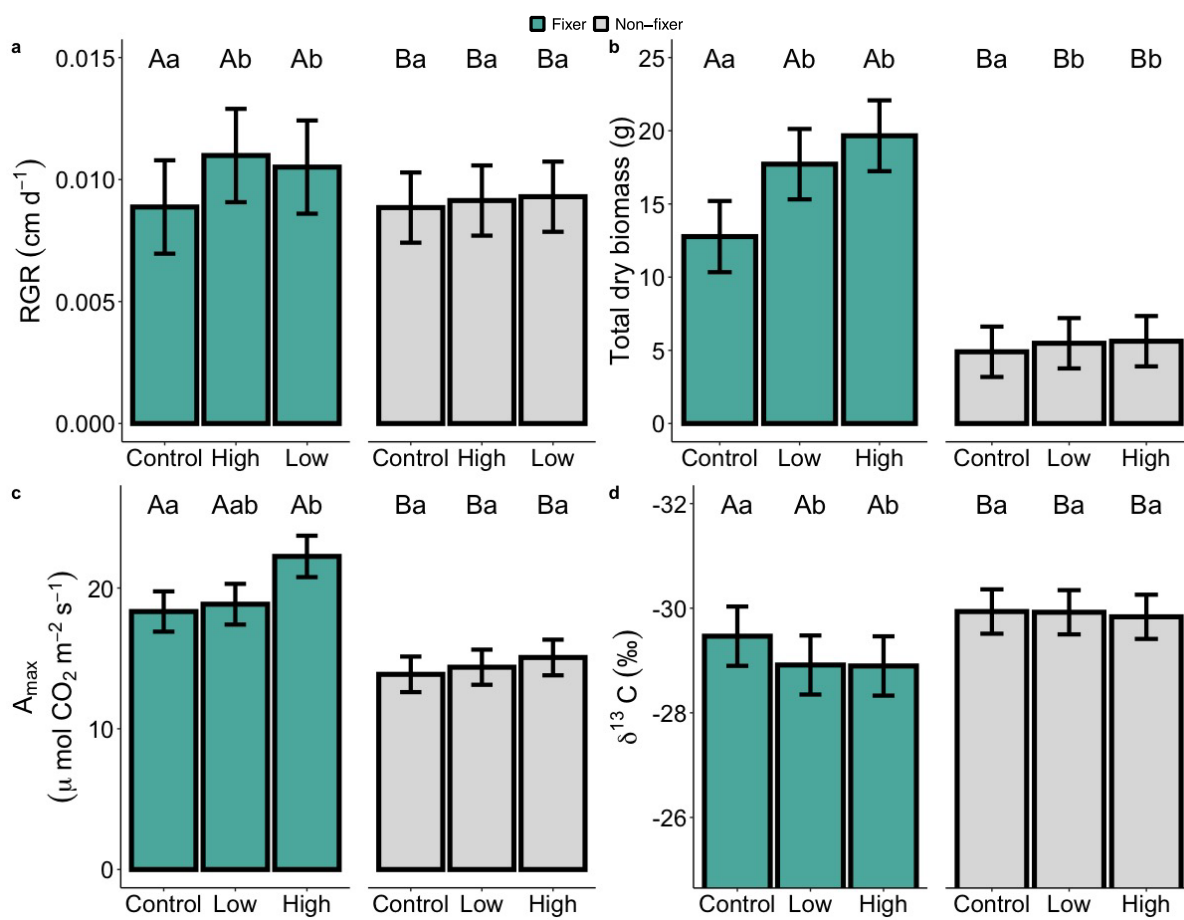 Fixer Non–fixer
a
RGR (cm d⁻¹)
0.015
0.010
0.005
0.000
Aa Ab Ab Ba Ba Ba
Control High Low Control High Low
b
Total dry biomass (g)
25
20
15
10
5
0
Aa Ab Ab Ba Bb Bb
Control Low High Control Low High
c
Amax
(μ mol CO₂ m⁻² s⁻¹)
20
10
0
Aa Aab Ab Ba Ba Ba
Control Low High Control Low High
d
δ¹³ C (‰)
-32
-30
-28
-26
Aa Ab Ab Ba Ba Ba
Control Low High Control Low High